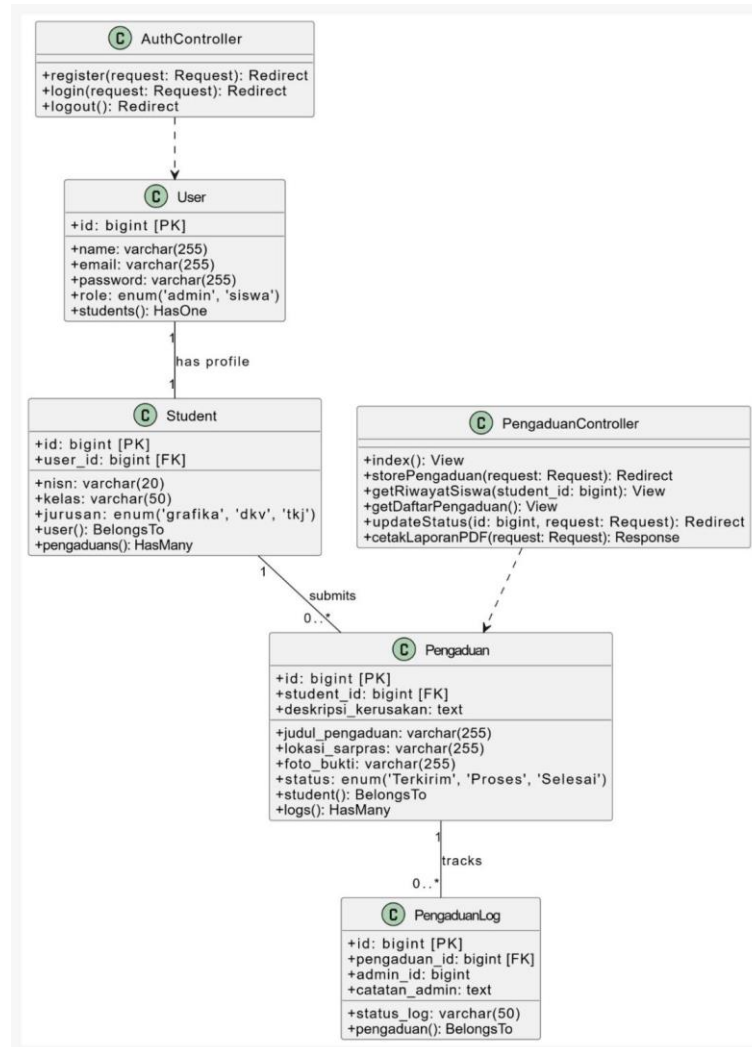 C AuthController
+register(request: Request): Redirect
+login(request: Request): Redirect
+logout(): Redirect
C User
+id: bigint [PK]
+name: varchar(255)
+email: varchar(255)
+password: varchar(255)
+role: enum('admin', 'siswa')
+students(): HasOne
1
has profile
1
C Student
+id: bigint [PK]
+user_id: bigint [FK]
+nisn: varchar(20)
+kelas: varchar(50)
+jurusan: enum('grafika', 'dkv', 'tkj')
+user(): BelongsTo
+pengaduans(): HasMany
C PengaduanController
+index(): View
+storePengaduan(request: Request): Redirect
+getRiwayatSiswa(student_id: bigint): View
+getDaftarPengaduan(): View
+updateStatus(id: bigint, request: Request): Redirect
+cetakLaporanPDF(request: Request): Response
1
submits
0..*
C Pengaduan
+id: bigint [PK]
+student_id: bigint [FK]
+deskripsi_kerusakan: text
+judul_pengaduan: varchar(255)
+lokasi_sarpras: varchar(255)
+foto_bukti: varchar(255)
+status: enum('Terkirim', 'Proses', 'Selesai')
+student(): BelongsTo
+logs(): HasMany
1
tracks
0..*
C PengaduanLog
+id: bigint [PK]
+pengaduan_id: bigint [FK]
+admin_id: bigint
+catatan_admin: text
+status_log: varchar(50)
+pengaduan(): BelongsTo